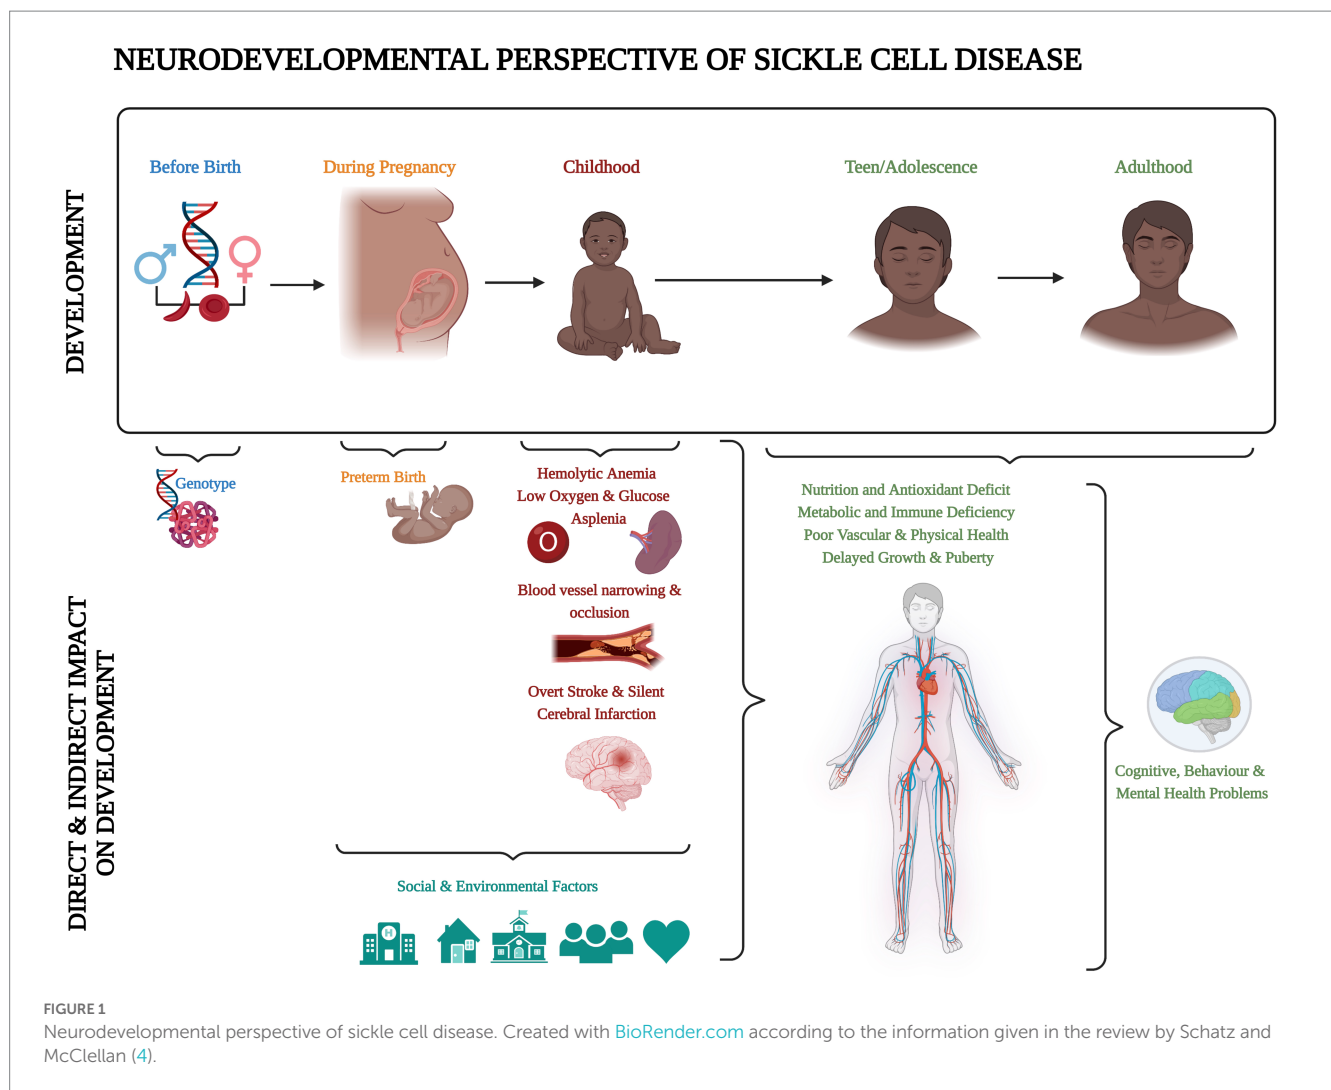 NEURODEVELOPMENTAL PERSPECTIVE OF SICKLE CELL DISEASE
DEVELOPMENT
Before Birth
During Pregnancy
Childhood
Teen/Adolescence
Adulthood
DIRECT & INDIRECT IMPACT
ON DEVELOPMENT
Genotype
Preterm Birth
Hemolytic Anemia
Low Oxygen & Glucose
Asplenia
O
Blood vessel narrowing &
occlusion
Overt Stroke & Silent
Cerebral Infarction
Social & Environmental Factors
H
Nutrition and Antioxidant Deficit
Metabolic and Immune Deficiency
Poor Vascular & Physical Health
Delayed Growth & Puberty
Cognitive, Behaviour &
Mental Health Problems
FIGURE 1
Neurodevelopmental perspective of sickle cell disease. Created with BioRender.com according to the information given in the review by Schatz and
McClellan (4).